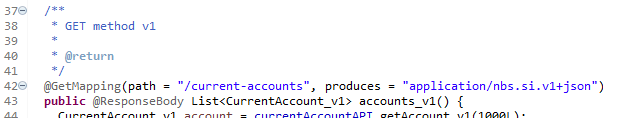 37 /**
38  * GET method v1
39  *
40  * @return
41  */
42 @GetMapping(path = "/current-accounts", produces = "application/nbs.si.v1+json")
43 public @ResponseBody List<CurrentAccount_v1> accounts_v1() {
44   CurrentAccount_v1 account = currentAccountAPI.getAccount_v1(1000L);